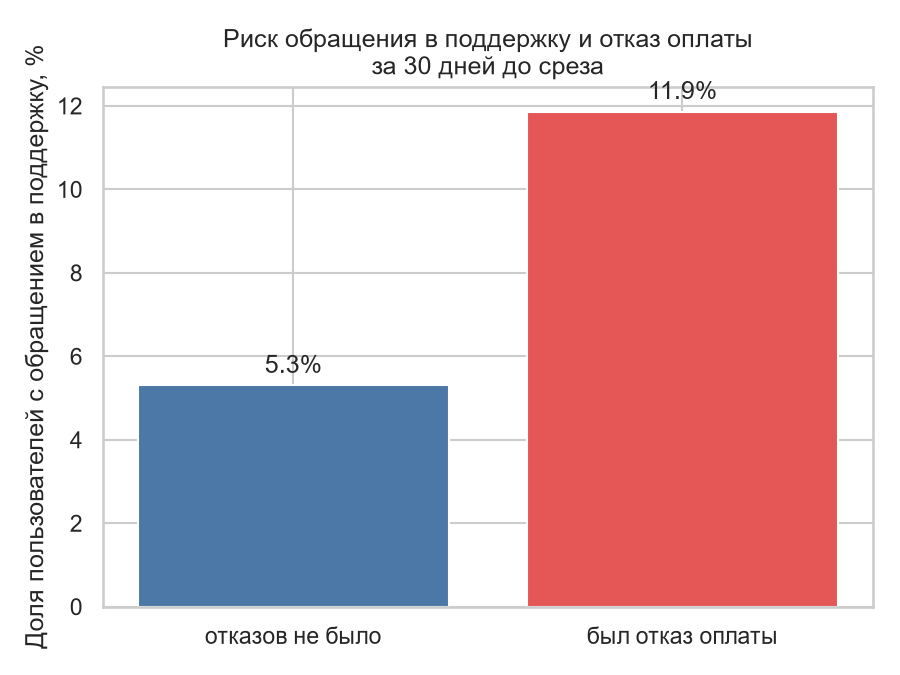 Риск обращения в поддержку и отказ оплаты
за 30 дней до среза
Доля пользователей с обращением в поддержку, %
12
10
8
6
4
2
0
5.3%
11.9%
отказов не было
был отказ оплаты